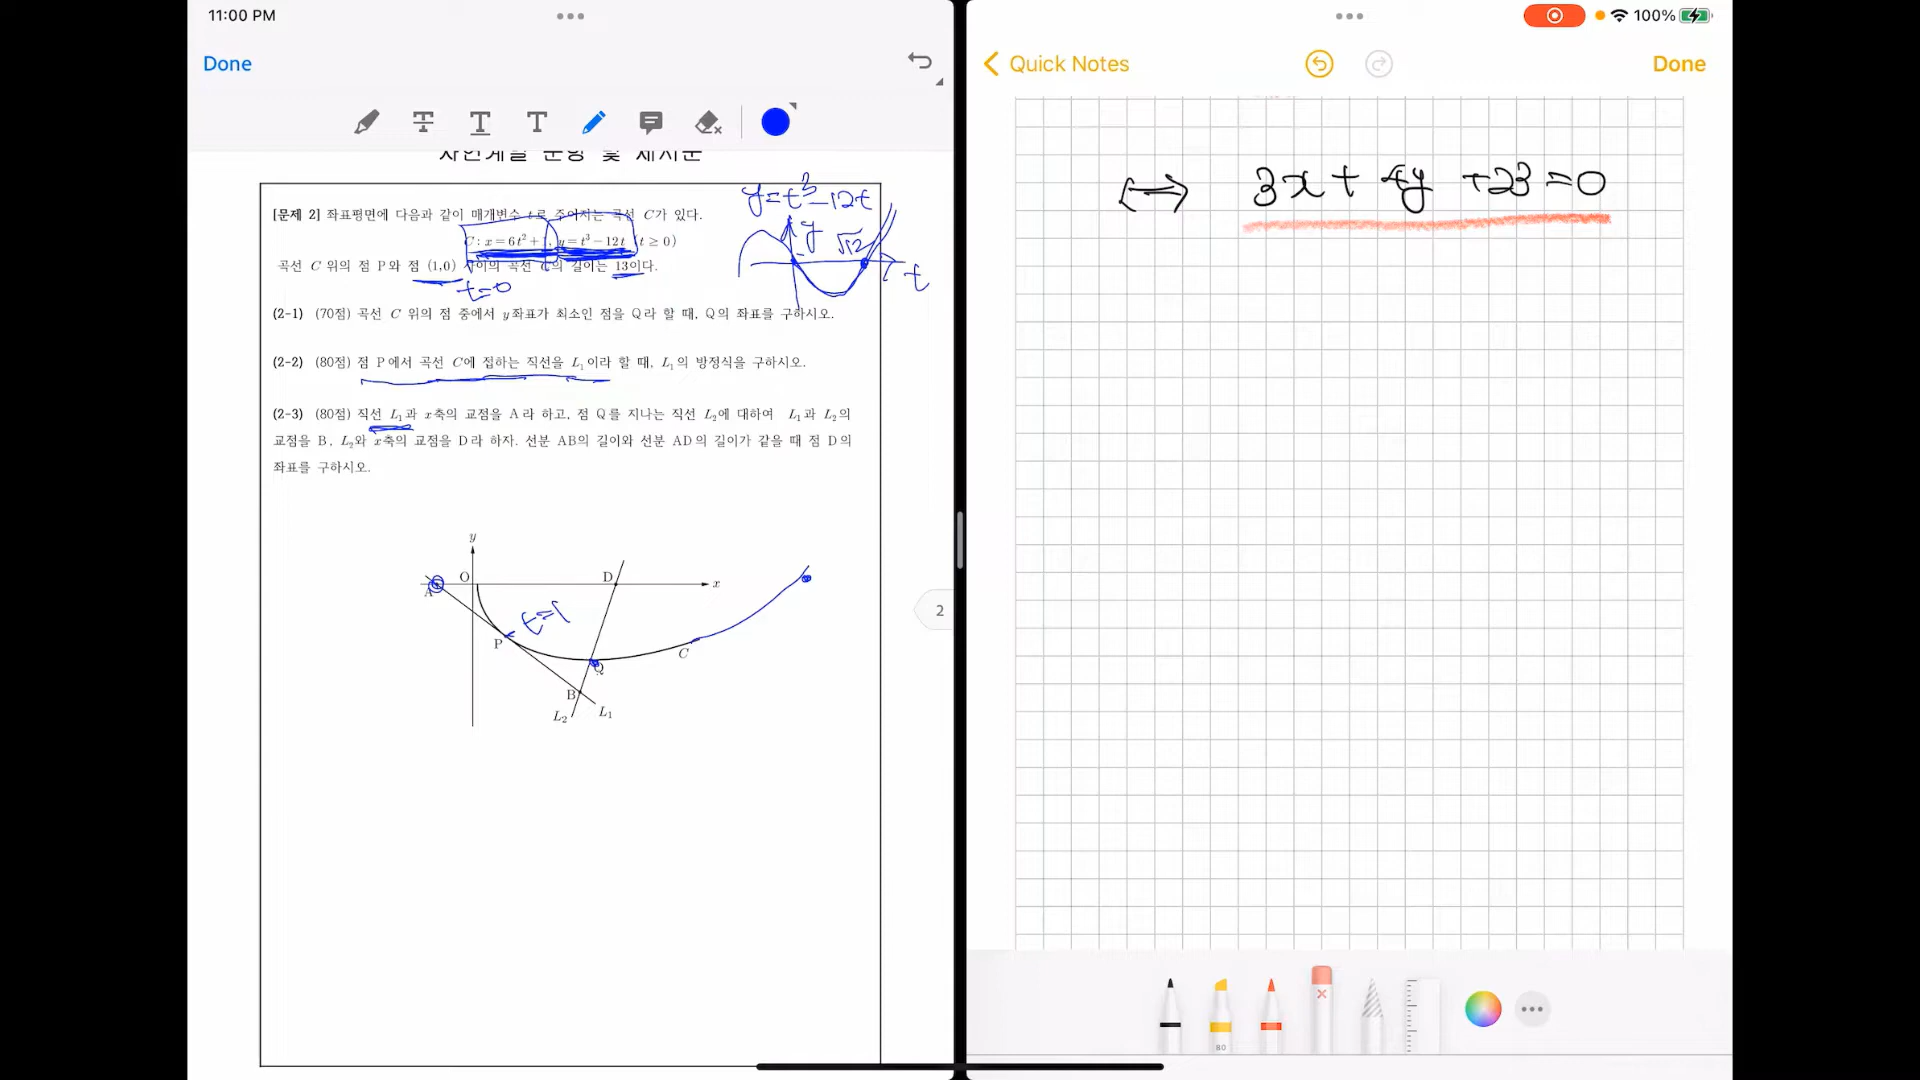 11:00 PM
100%
Done
Quick Notes
Done
자연계열 문항 및 제시문
y=t³-12t
[문제 2] 좌표평면에 다음과 같이 매개변수 t로 주어지는 곡선 C가 있다.
C : x=6t²+1, y=t³-12t (t≥0)
y
√12
t
곡선 C 위의 점 P와 점 (1,0) 사이의 곡선 C의 길이는 13이다.
t=0
(2-1) (70점) 곡선 C 위의 점 중에서 y좌표가 최소인 점을 Q라 할 때, Q의 좌표를 구하시오.
(2-2) (80점) 점 P에서 곡선 C에 접하는 직선을 L₁이라 할 때, L₁의 방정식을 구하시오.
(2-3) (80점) 직선 L₁과 x축의 교점을 A라 하고, 점 Q를 지나는 직선 L₂에 대하여 L₁과 L₂의
교점을 B, L₂와 x축의 교점을 D라 하자. 선분 AB의 길이와 선분 AD의 길이가 같을 때 점 D의
좌표를 구하시오.
y
O
D
x
A
t=1
P
Q
C
B
L₂
L₁
2
⟺ 3x+4y+23=0
80